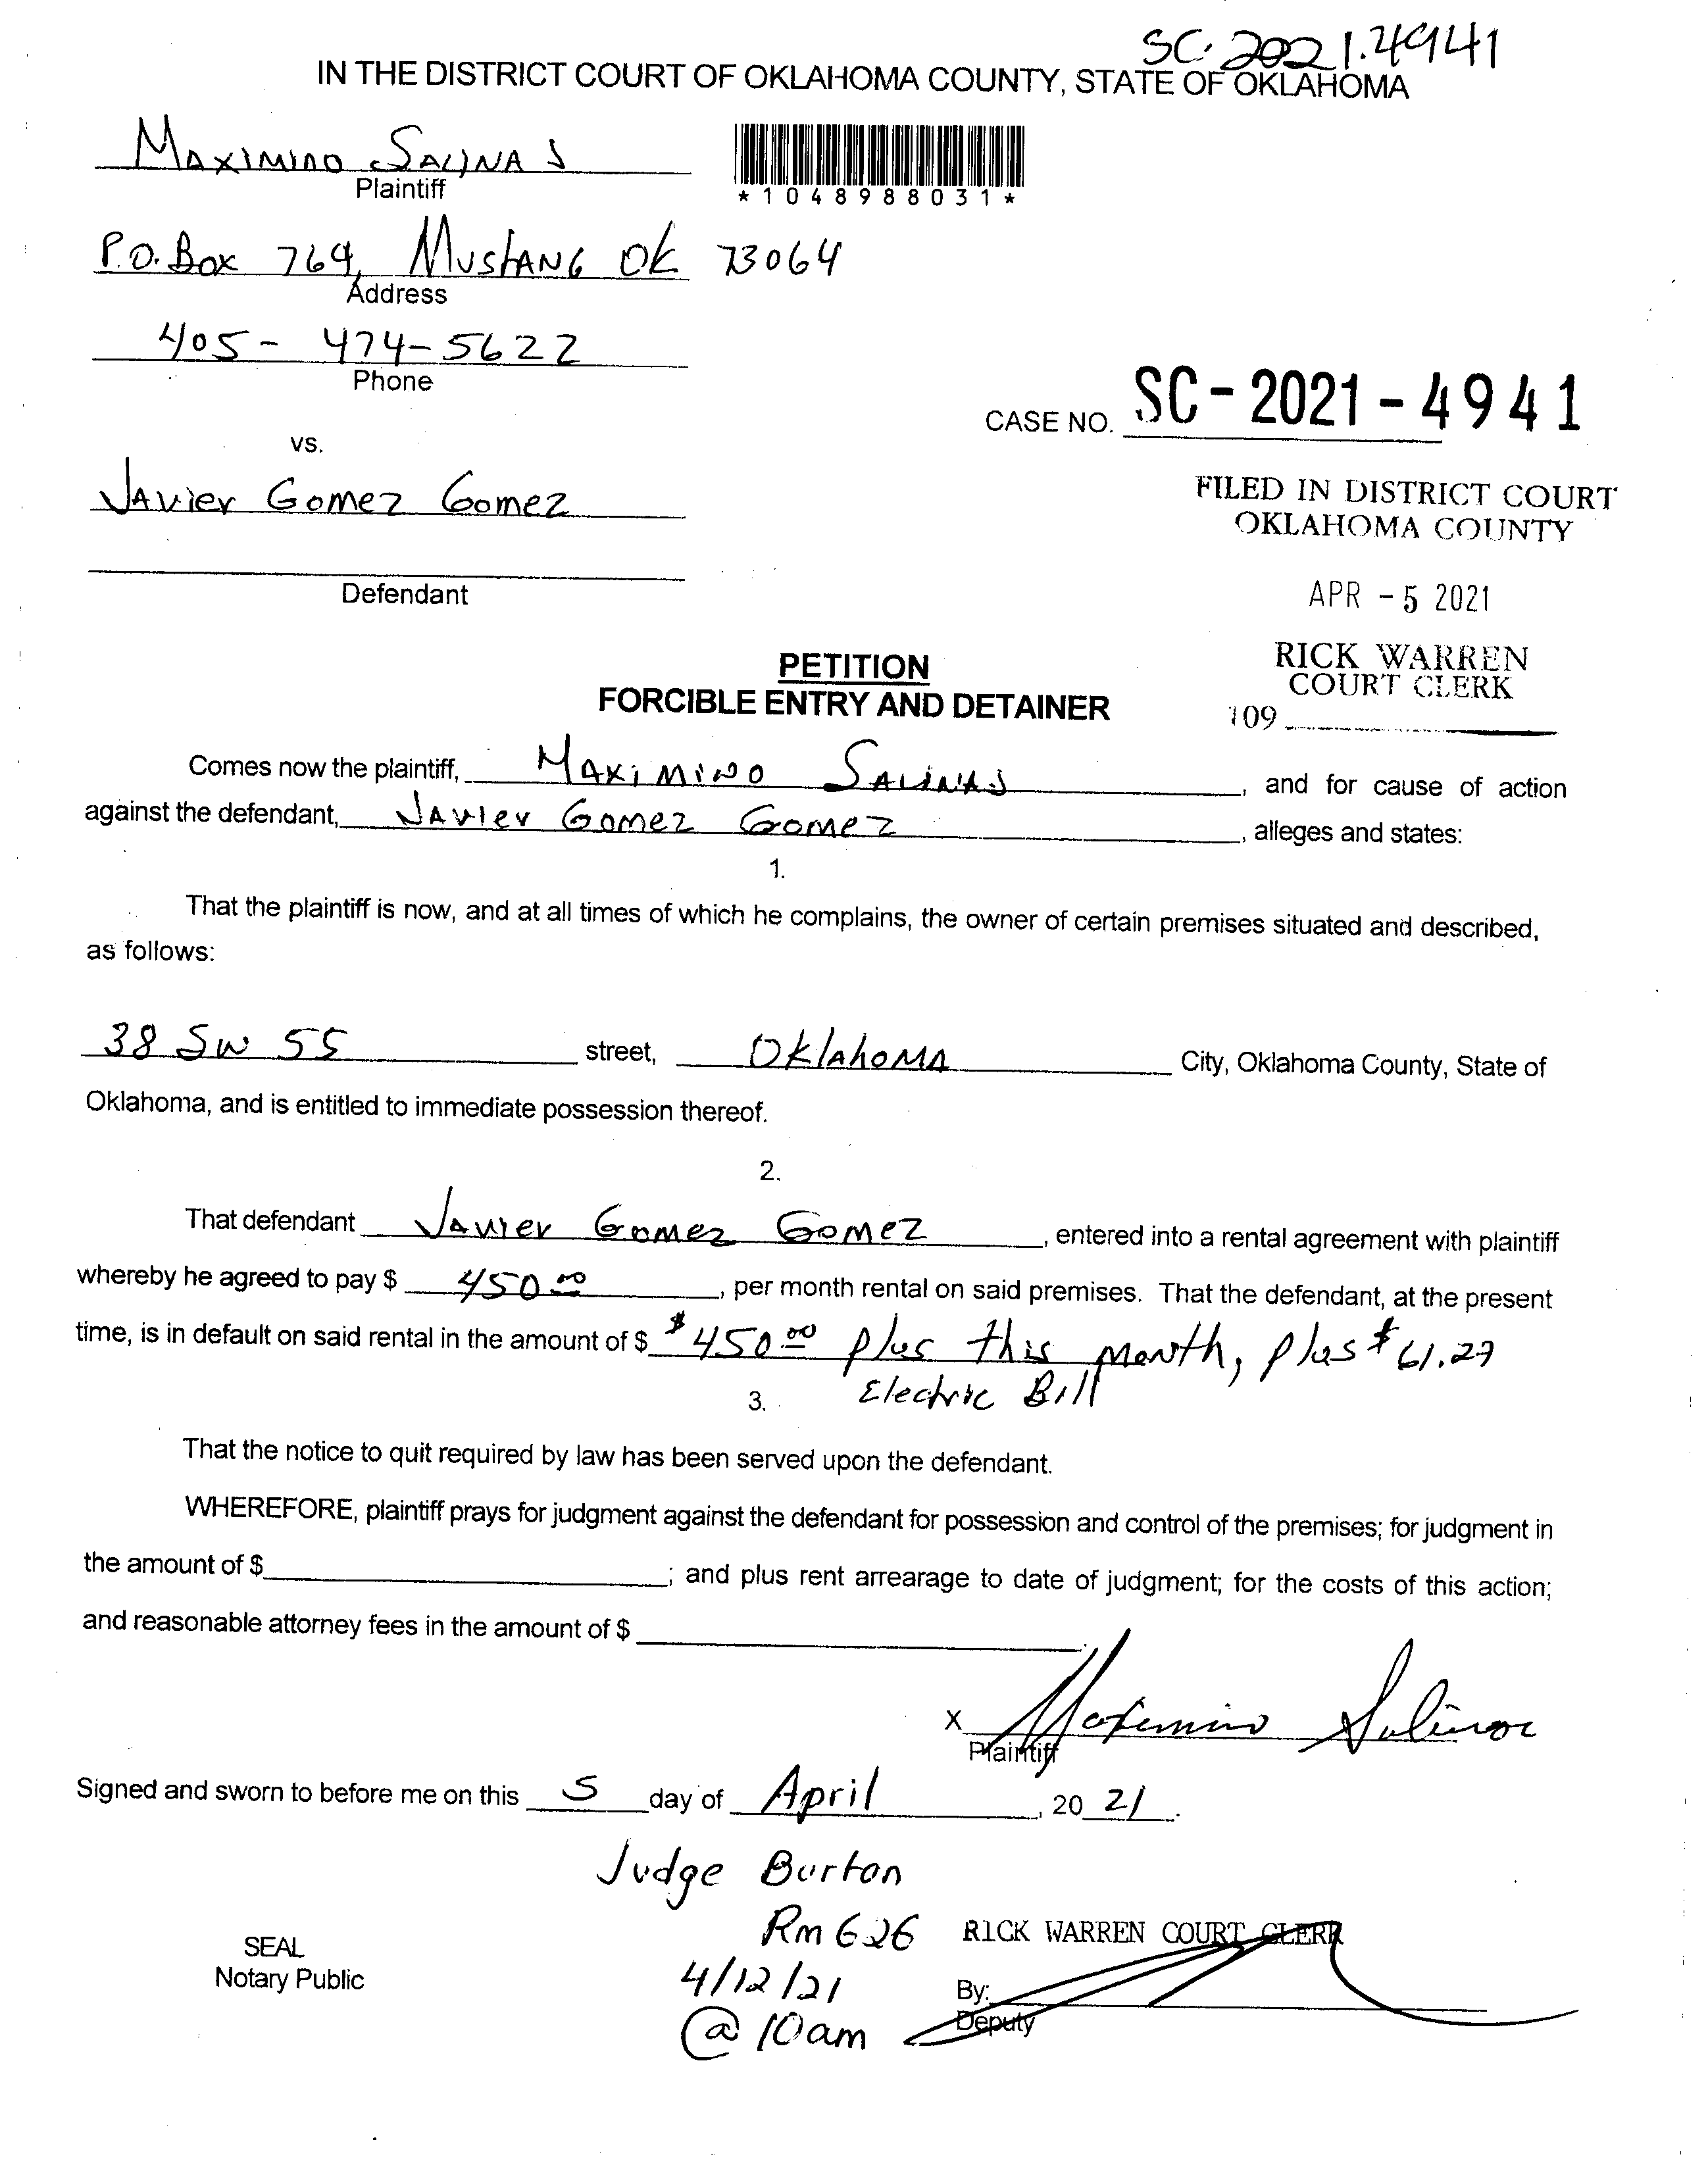 SC-2021-4941
IN THE DISTRICT COURT OF OKLAHOMA COUNTY, STATE OF OKLAHOMA
MAXIMINO SALINAS
Plaintiff
*1048988031*
P.O. Box 764, MUSTANG OK 73064
Address
405-474-5622
Phone
CASE NO. SC-2021-4941
vs.
JAvier Gomez Gomez
FILED IN DISTRICT COURT
OKLAHOMA COUNTY
Defendant
APR -5 2021
RICK WARREN
COURT CLERK
109
PETITION
FORCIBLE ENTRY AND DETAINER
Comes now the plaintiff, MAXIMINO SALINAS, and for cause of action
against the defendant, JAvier Gomez Gomez, alleges and states:
1.
That the plaintiff is now, and at all times of which he complains, the owner of certain premises situated and described,
as follows:
38 SW 55 street, OklAhoMA City, Oklahoma County, State of
Oklahoma, and is entitled to immediate possession thereof.
2.
That defendant JAvier Gomez Gomez, entered into a rental agreement with plaintiff
whereby he agreed to pay $ 450.00, per month rental on said premises. That the defendant, at the present
time, is in default on said rental in the amount of $ $450.00 plus this month, plus $61.27
Electric Bill
3.
That the notice to quit required by law has been served upon the defendant.
WHEREFORE, plaintiff prays for judgment against the defendant for possession and control of the premises; for judgment in
the amount of $; and plus rent arrearage to date of judgment; for the costs of this action;
and reasonable attorney fees in the amount of $
X Maximino Salinas
Plaintiff
Signed and sworn to before me on this 5 day of April, 20 21.
Judge Burton
Rm 626
RICK WARREN COURT CLERK
SEAL
Notary Public
4/12/21
@ 10am
By:
Deputy